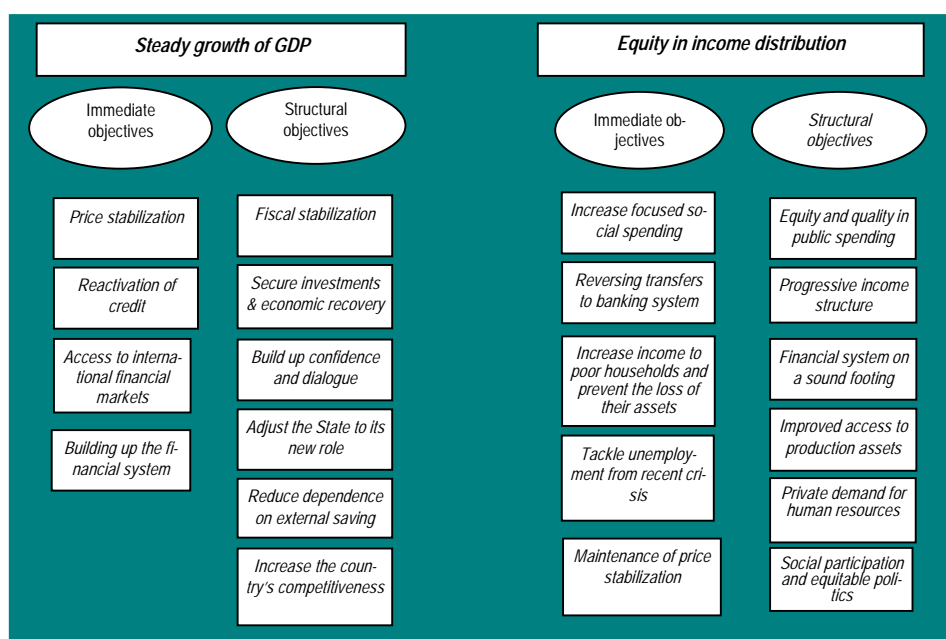 Steady growth of GDP
Immediate
objectives
Structural
objectives
Price stabilization
Reactivation of
credit
Access to interna-
tional financial
markets
Building up the fi-
nancial system
Fiscal stabilization
Secure investments
& economic recovery
Build up confidence
and dialogue
Adjust the State to its
new role
Reduce dependence
on external saving
Increase the coun-
try's competitiveness
Equity in income distribution
Immediate ob-
jectives
Structural
objectives
Increase focused so-
cial spending
Reversing transfers
to banking system
Increase income to
poor households and
prevent the loss of
their assets
Tackle unemploy-
ment from recent cri-
sis
Maintenance of price
stabilization
Equity and quality in
public spending
Progressive income
structure
Financial system on
a sound footing
Improved access to
production assets
Private demand for
human resources
Social participation
and equitable poli-
tics